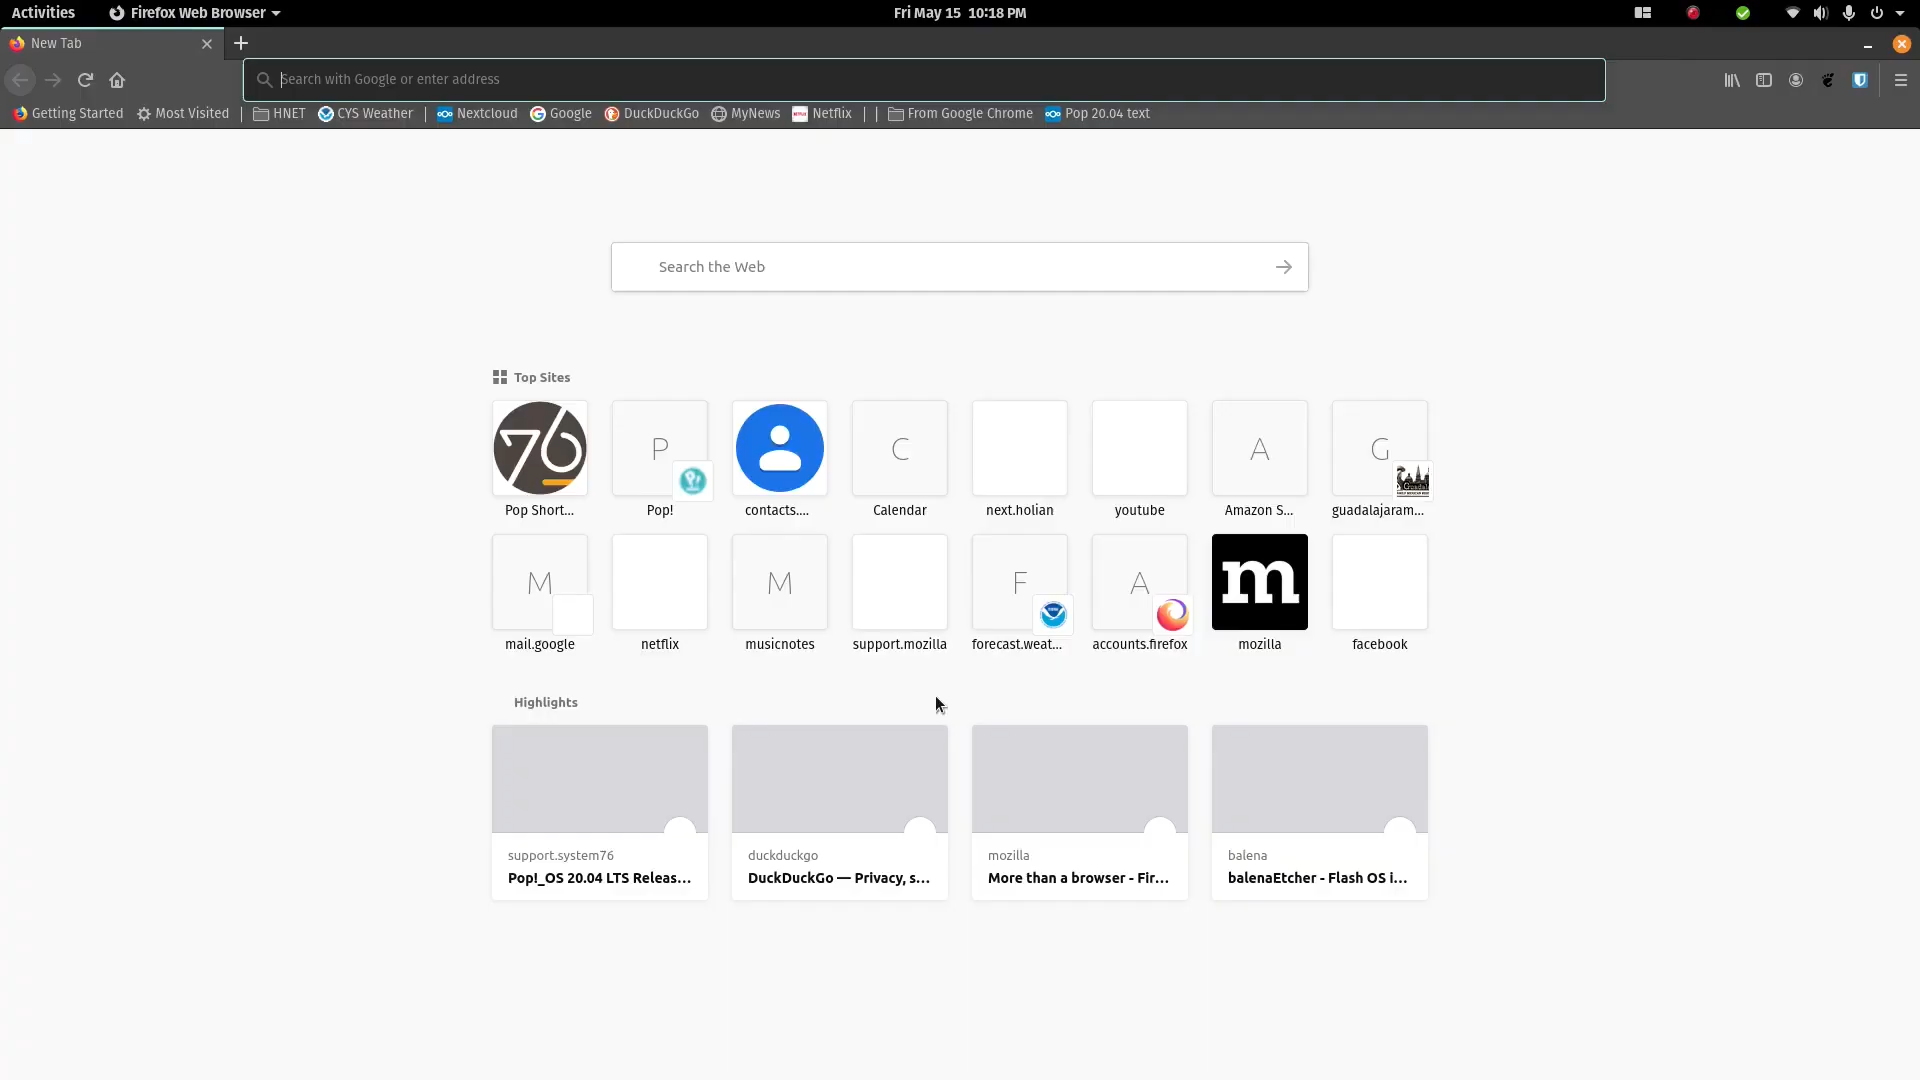 Activities Firefox Web Browser Fri May 15 10:18 PM
New Tab
Search with Google or enter address
Getting Started Most Visited HNET CYS Weather Nextcloud Google DuckDuckGo MyNews Netflix From Google Chrome Pop 20.04 text
Search the Web
Top Sites
76 P C A G
Pop Short... Pop! contacts.... Calendar next.holian youtube Amazon S... guadalajaram...
M M F A m
mail.google netflix musicnotes support.mozilla forecast.weat... accounts.firefox mozilla facebook
Highlights
support.system76 duckduckgo mozilla balena
Pop!_OS 20.04 LTS Releas... DuckDuckGo — Privacy, s... More than a browser - Fir... balenaEtcher - Flash OS i...